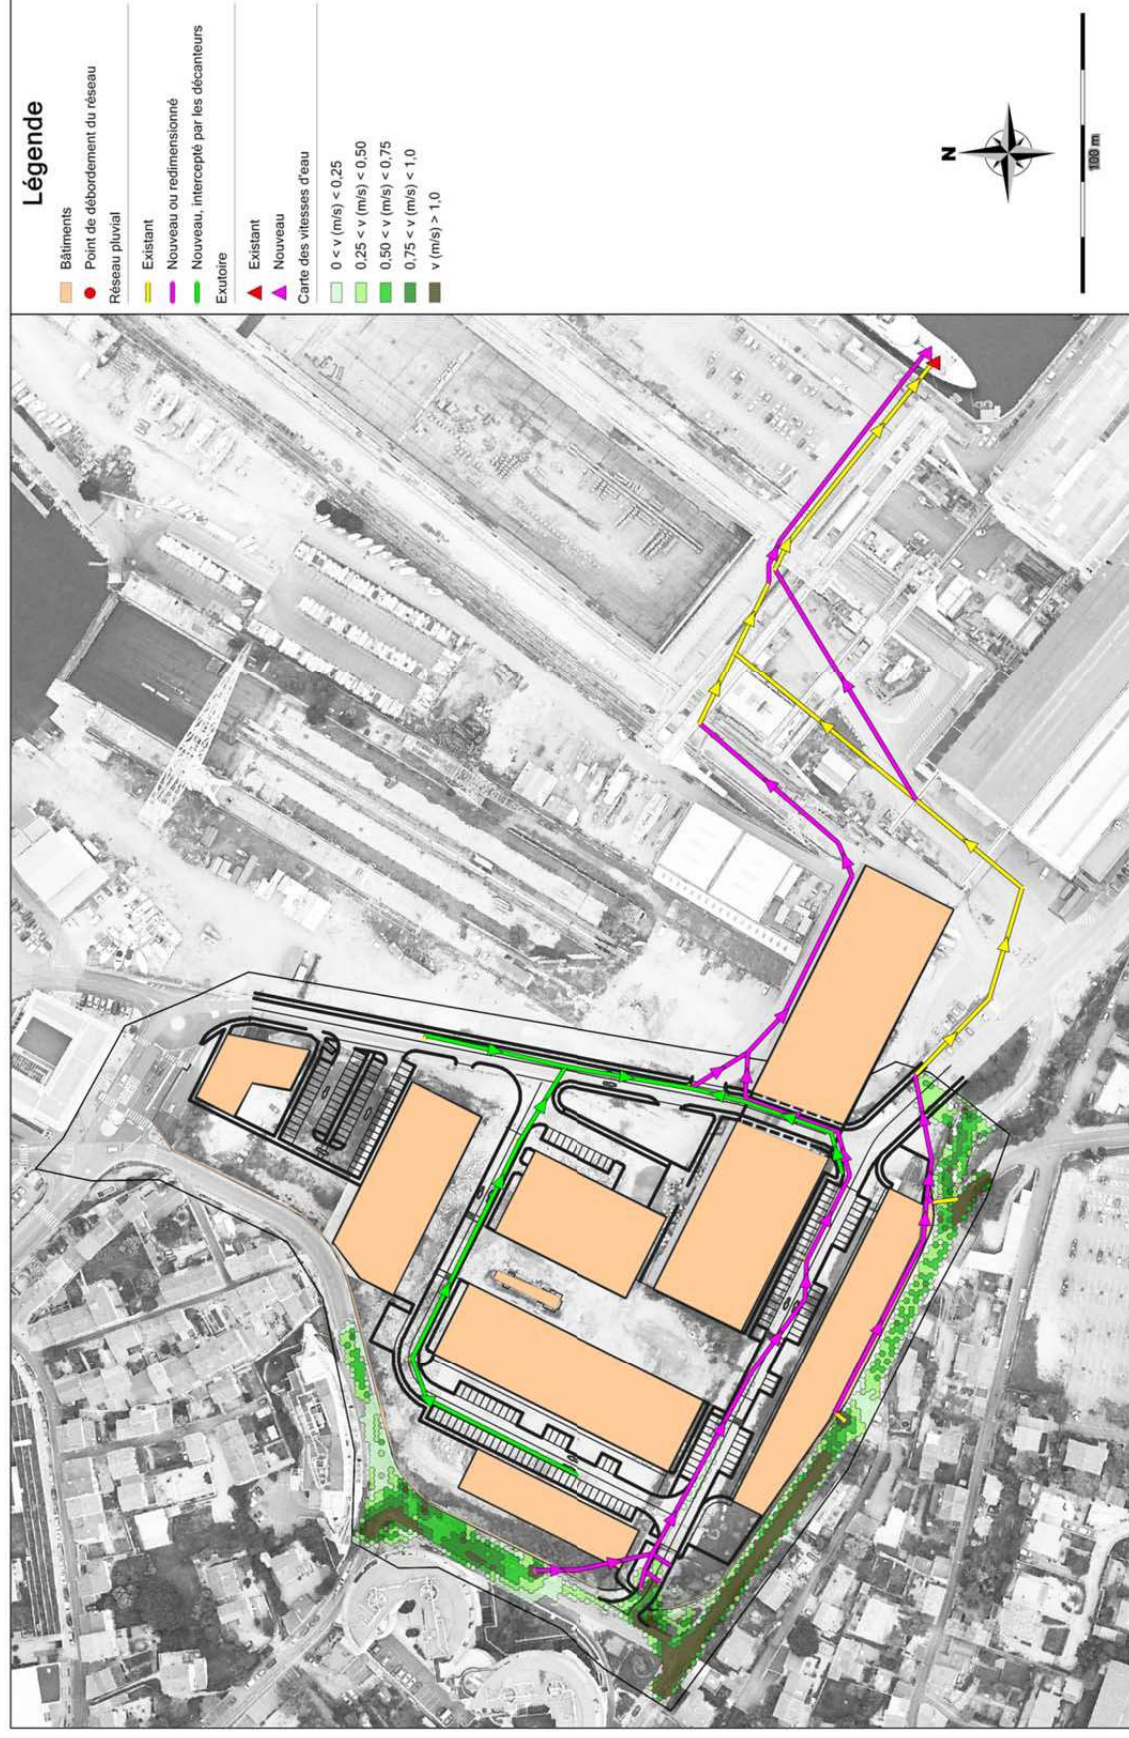 Légende
Bâtiments
Point de débordement du réseau
Réseau pluvial
Existant
Nouveau ou redimensionné
Nouveau, intercepté par les décanteurs
Exutoire
Existant
Nouveau
Carte des vitesses d'eau
0 < v (m/s) < 0,25
0,25 < v (m/s) < 0,50
0,50 < v (m/s) < 0,75
0,75 < v (m/s) < 1,0
v (m/s) > 1,0
N
100 m